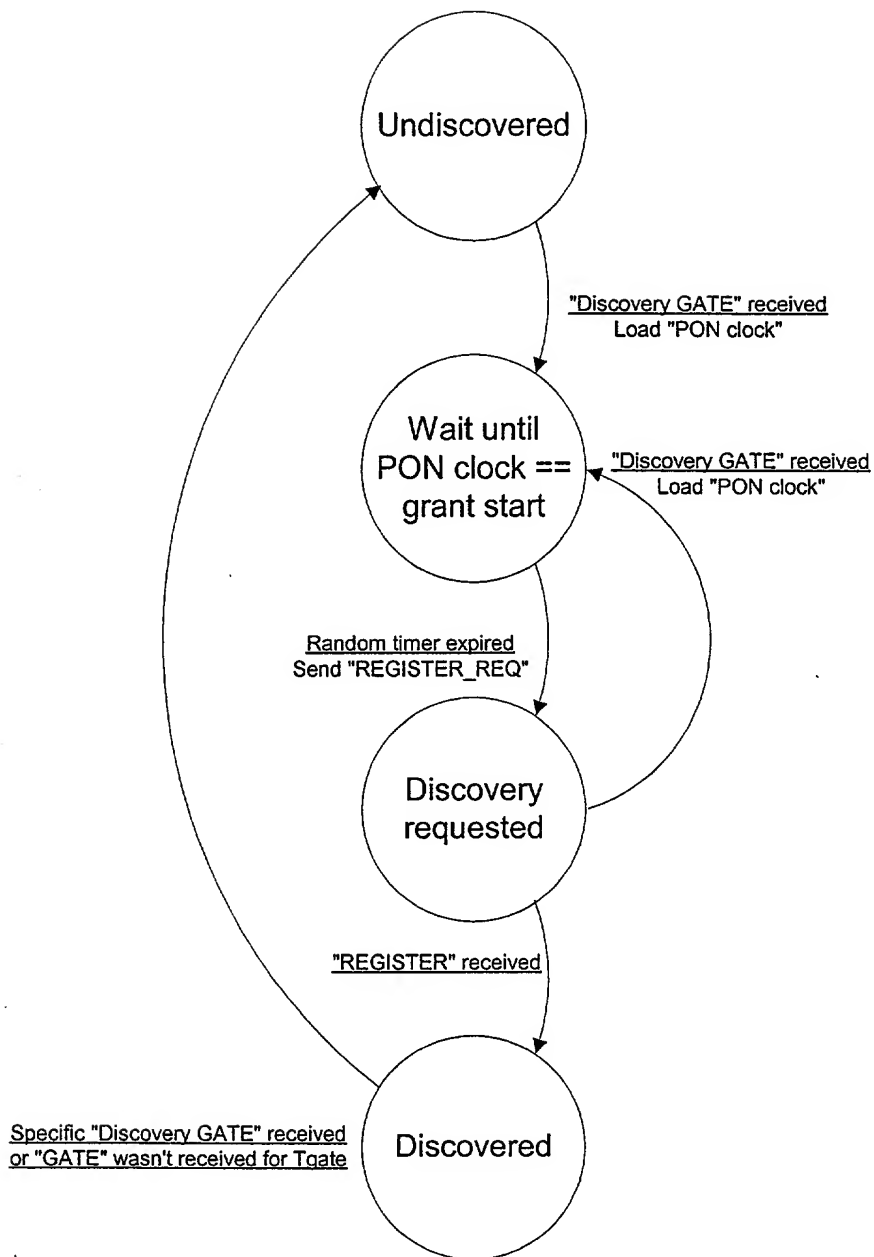 Undiscovered
"Discovery GATE" received
Load "PON clock"
Wait until
PON clock ==
grant start
"Discovery GATE" received
Load "PON clock"
Random timer expired
Send "REGISTER_REQ"
Discovery
requested
"REGISTER" received
Specific "Discovery GATE" received
or "GATE" wasn't received for Tgate
Discovered